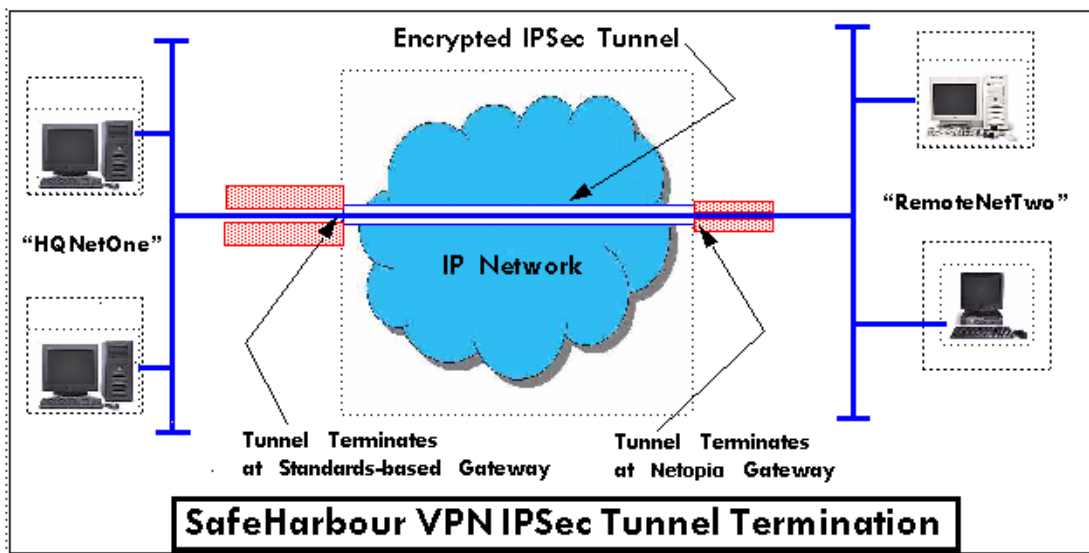 Encrypted IPSec Tunnel
“HQNetOne”
“RemoteNetTwo”
IP Network
Tunnel Terminates
at Standards-based Gateway
Tunnel Terminates
at Netopia Gateway
SafeHarbour VPN IPSec Tunnel Termination